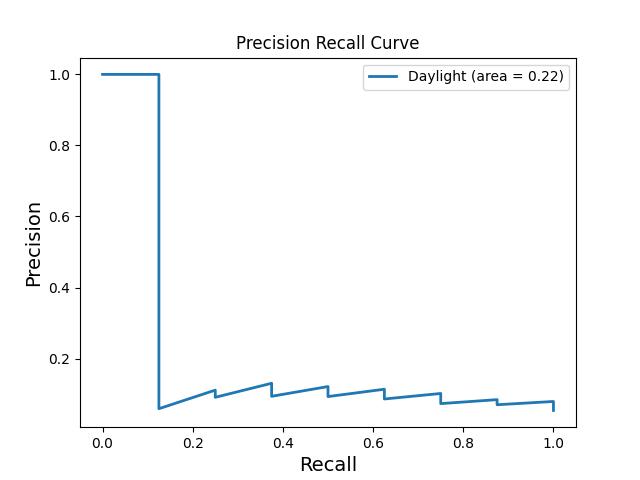 Precision Recall Curve
Daylight (area = 0.22)
1.0
0.8
0.6
0.4
0.2
Precision
0.0 0.2 0.4 0.6 0.8 1.0
Recall